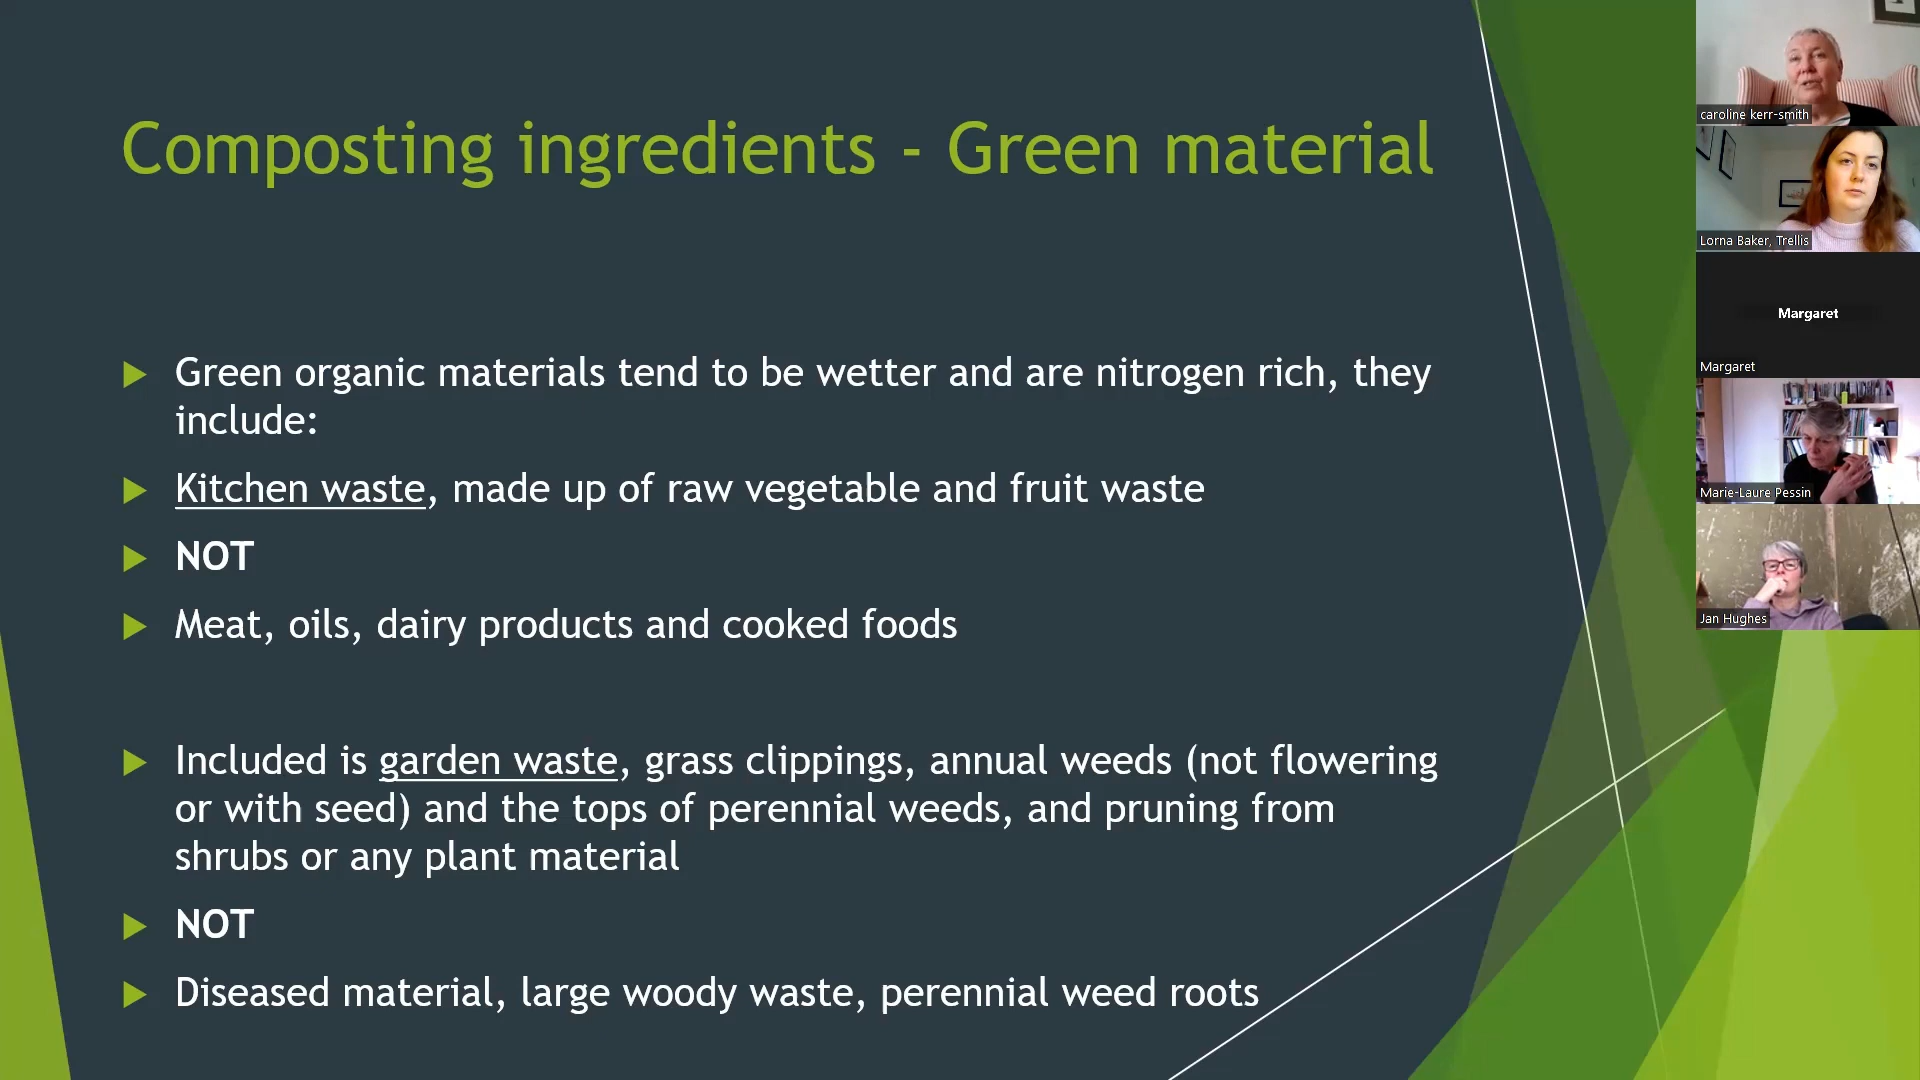 Composting ingredients - Green material
Green organic materials tend to be wetter and are nitrogen rich, they
include:
Kitchen waste, made up of raw vegetable and fruit waste
NOT
Meat, oils, dairy products and cooked foods
Included is garden waste, grass clippings, annual weeds (not flowering
or with seed) and the tops of perennial weeds, and pruning from
shrubs or any plant material
NOT
Diseased material, large woody waste, perennial weed roots
caroline kerr-smith
Lorna Baker, Trellis
Margaret
Margaret
Marie-Laure Pessin
Jan Hughes